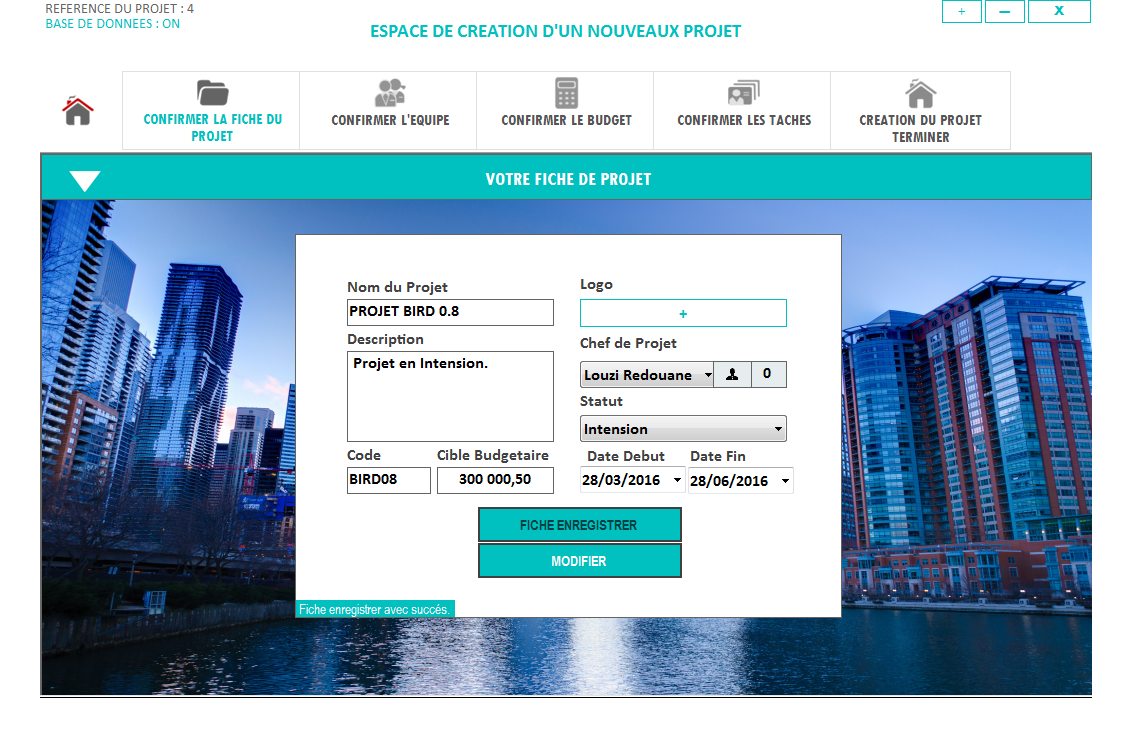 REFERENCE DU PROJET : 4
BASE DE DONNEES : ON
+ – X
ESPACE DE CREATION D'UN NOUVEAUX PROJET
CONFIRMER LA FICHE DU
PROJET
CONFIRMER L'EQUIPE
CONFIRMER LE BUDGET
CONFIRMER LES TACHES
CREATION DU PROJET
TERMINER
VOTRE FICHE DE PROJET
Nom du Projet
PROJET BIRD 0.8
Description
Projet en Intension.
Code
BIRD08
Cible Budgetaire
300 000,50
Logo
+
Chef de Projet
Louzi Redouane
0
Statut
Intension
Date Debut
28/03/2016
Date Fin
28/06/2016
FICHE ENREGISTRER
MODIFIER
Fiche enregistrer avec succés.